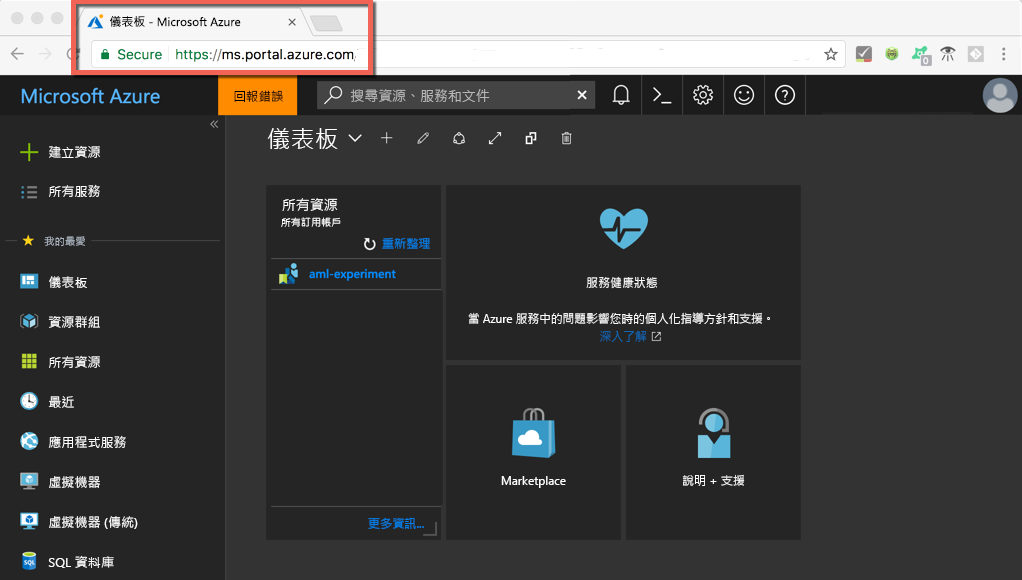 儀表板 - Microsoft Azure
Secure https://ms.portal.azure.com
Microsoft Azure
回報錯誤
搜尋資源、服務和文件
建立資源
所有服務
我的最愛
儀表板
資源群組
所有資源
最近
應用程式服務
虛擬機器
虛擬機器 (傳統)
SQL 資料庫
儀表板
所有資源
所有訂用帳戶
重新整理
aml-experiment
更多資訊...
服務健康狀態
當 Azure 服務中的問題影響您時的個人化指導方針和支援。
深入了解
Marketplace
說明 + 支援